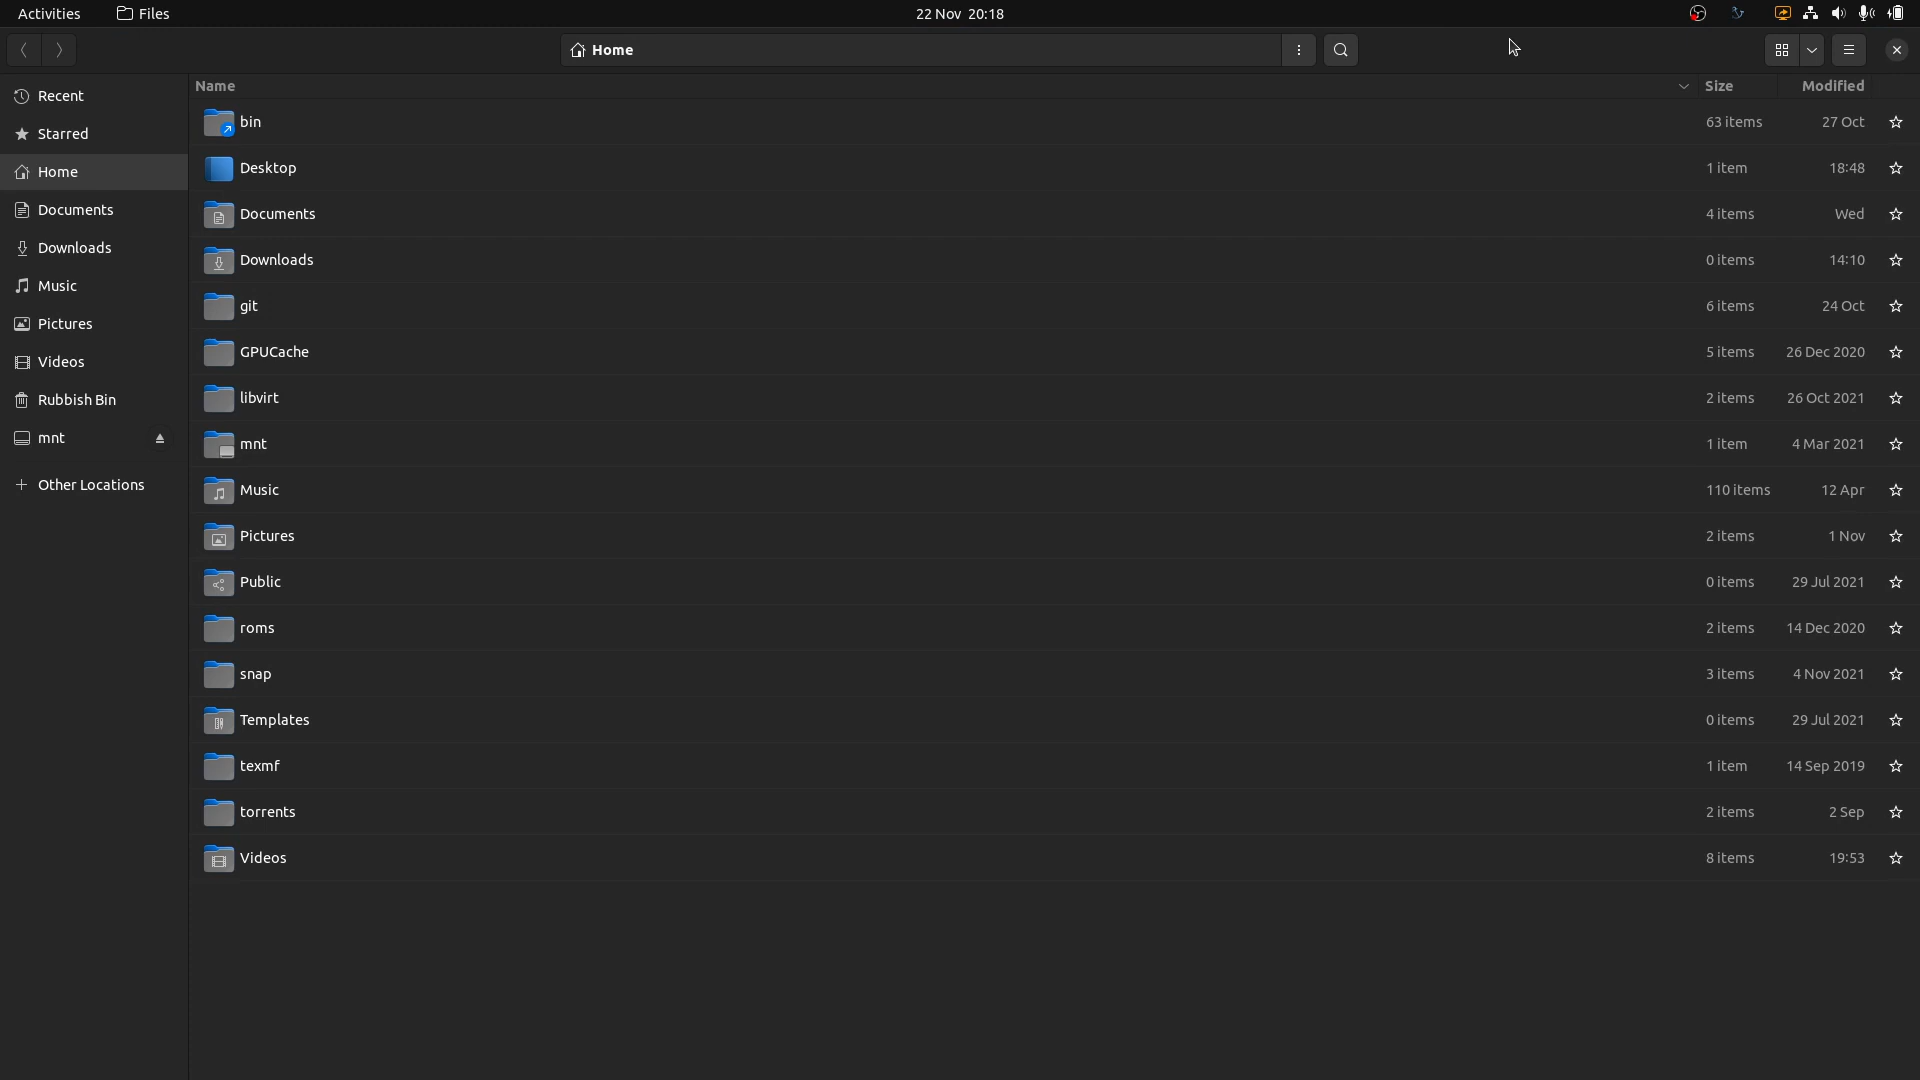 Activities Files 22 Nov 20:18
Home
Name Size Modified
Recent
Starred
Home
Documents
Downloads
Music
Pictures
Videos
Rubbish Bin
mnt
Other Locations
bin 63 items 27 Oct
Desktop 1 item 18:48
Documents 4 items Wed
Downloads 0 items 14:10
git 6 items 24 Oct
GPUCache 5 items 26 Dec 2020
libvirt 2 items 26 Oct 2021
mnt 1 item 4 Mar 2021
Music 110 items 12 Apr
Pictures 2 items 1 Nov
Public 0 items 29 Jul 2021
roms 2 items 14 Dec 2020
snap 3 items 4 Nov 2021
Templates 0 items 29 Jul 2021
texmf 1 item 14 Sep 2019
torrents 2 items 2 Sep
Videos 8 items 19:53